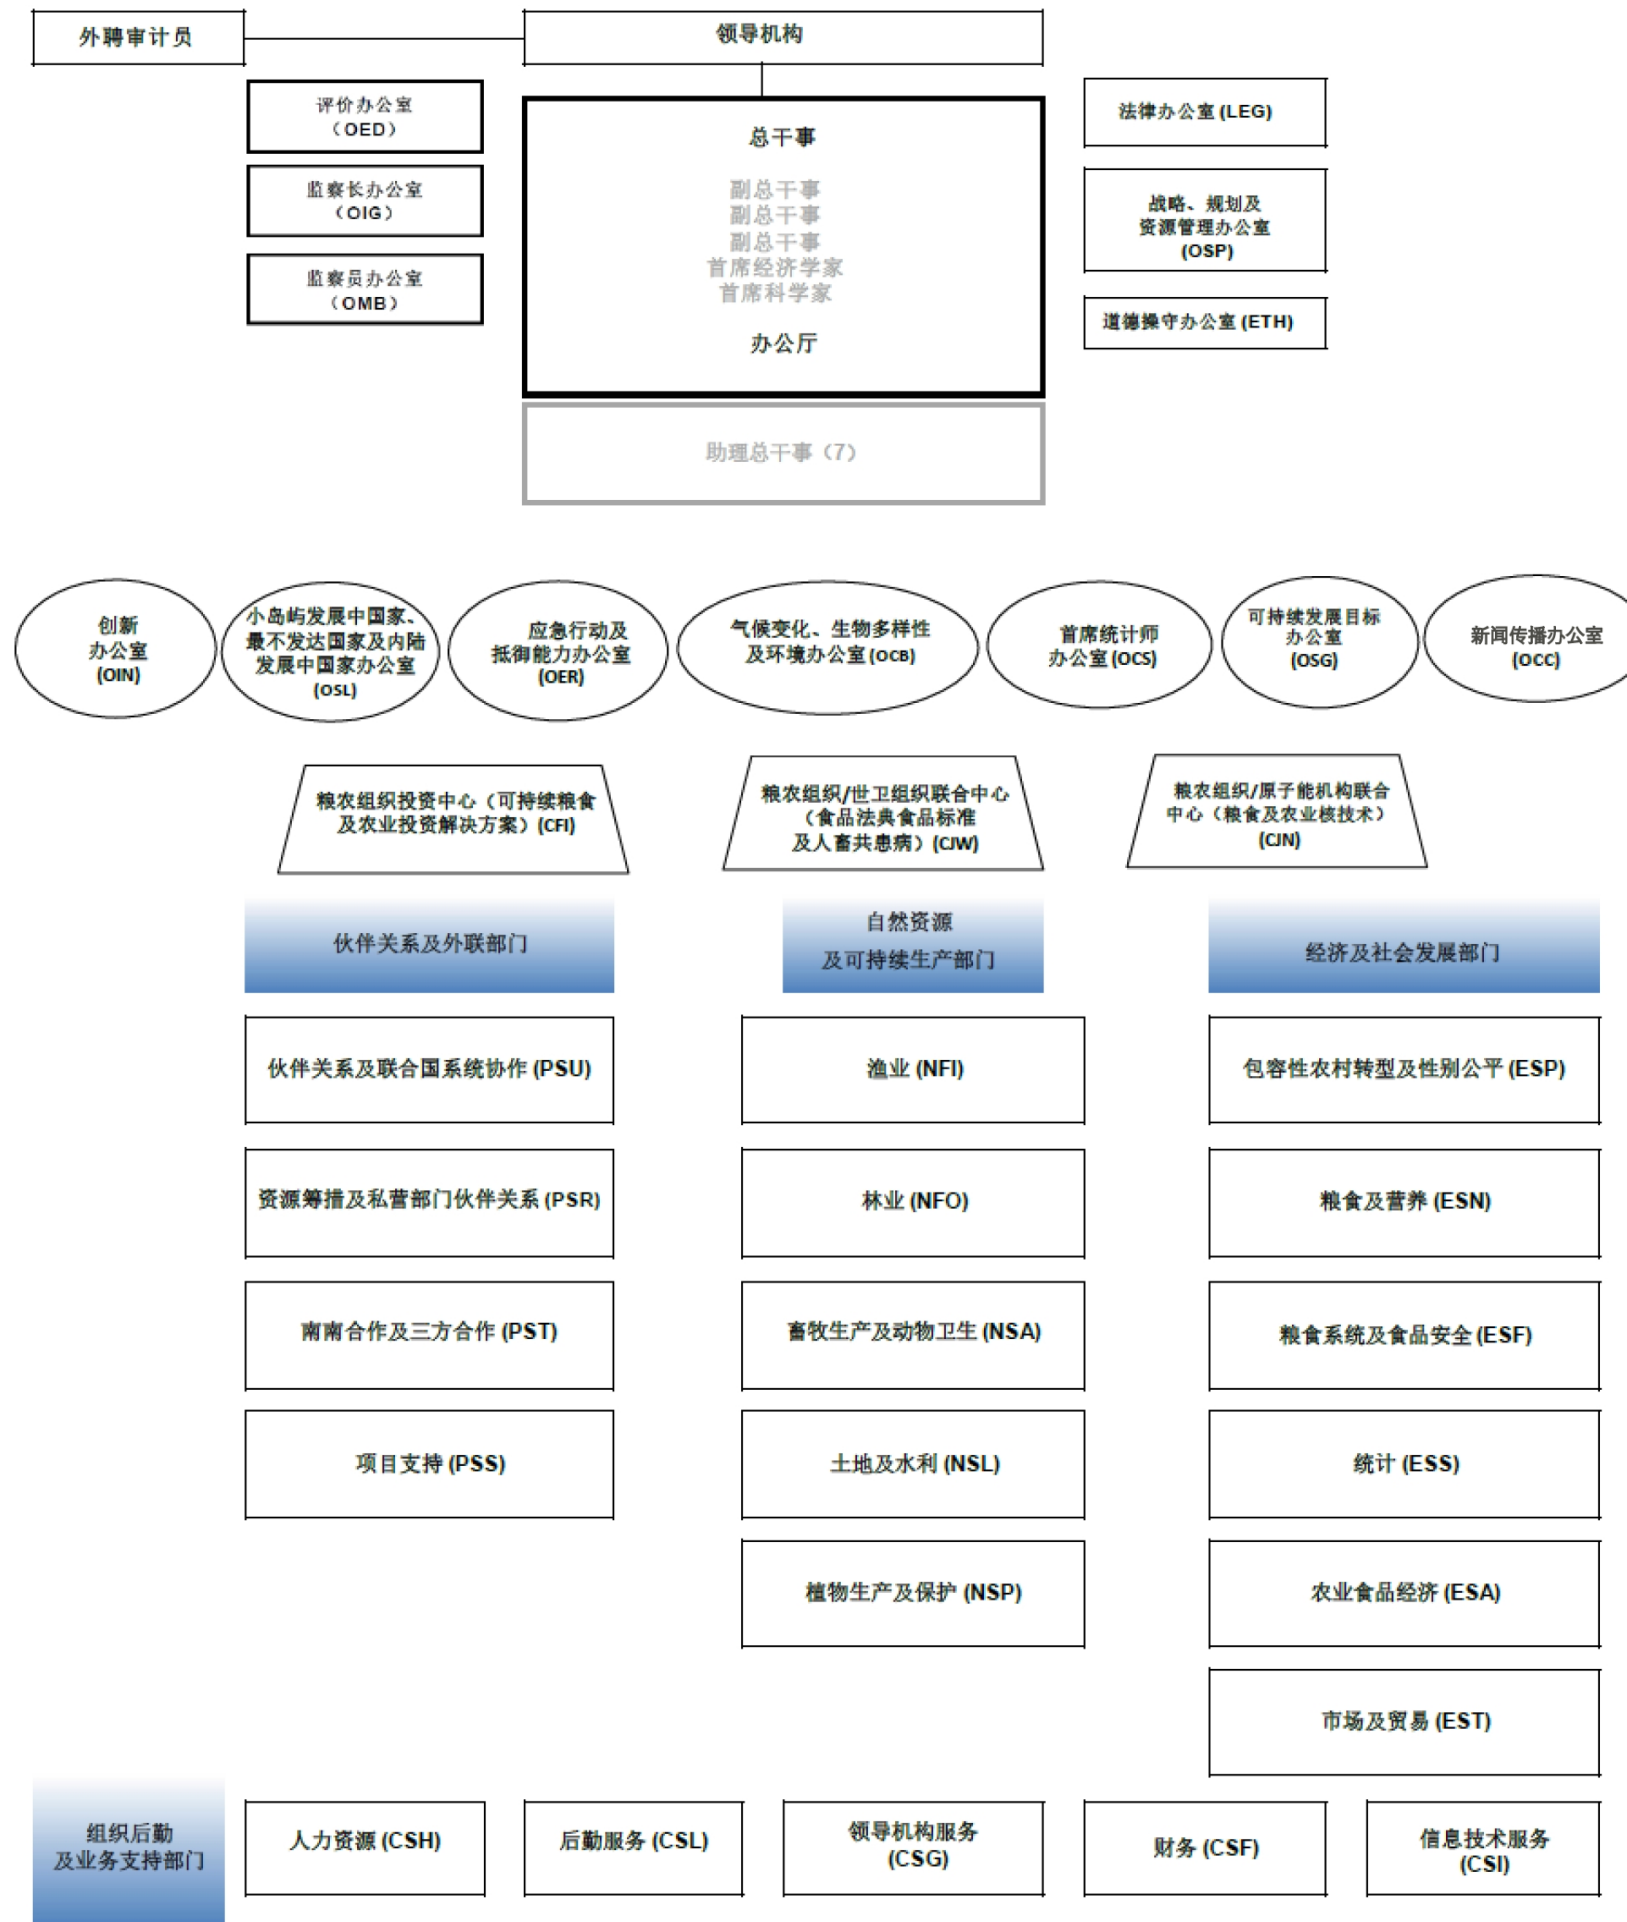 外聘审计员
领导机构
评价办公室
（OED）
监察长办公室
（OIG）
监察员办公室
（OMB）
总干事
副总干事
副总干事
副总干事
首席经济学家
首席科学家
办公厅
助理总干事（7）
法律办公室 (LEG)
战略、规划及
资源管理办公室
(OSP)
道德操守办公室 (ETH)
创新
办公室
(OIN)
小岛屿发展中国家、
最不发达国家及内陆
发展中国家办公室
(OSL)
应急行动及
抵御能力办公室
(OER)
气候变化、生物多样性
及环境办公室 (OCB)
首席统计师
办公室 (OCS)
可持续发展目标
办公室
(OSG)
新闻传播办公室
(OCC)
粮农组织投资中心（可持续粮食
及农业投资解决方案）(CFI)
粮农组织/世卫组织联合中心
（食品法典食品标准
及人畜共患病）(CJW)
粮农组织/原子能机构联合
中心（粮食及农业核技术）
(CJN)
伙伴关系及外联部门
自然资源
及可持续生产部门
经济及社会发展部门
伙伴关系及联合国系统协作 (PSU)
渔业 (NFI)
包容性农村转型及性别公平 (ESP)
资源筹措及私营部门伙伴关系 (PSR)
林业 (NFO)
粮食及营养 (ESN)
南南合作及三方合作 (PST)
畜牧生产及动物卫生 (NSA)
粮食系统及食品安全 (ESF)
项目支持 (PSS)
土地及水利 (NSL)
统计 (ESS)
植物生产及保护 (NSP)
农业食品经济 (ESA)
市场及贸易 (EST)
组织后勤
及业务支持部门
人力资源 (CSH)
后勤服务 (CSL)
领导机构服务
(CSG)
财务 (CSF)
信息技术服务
(CSI)